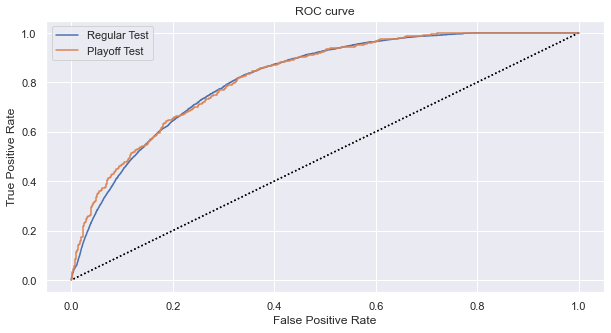 ROC curve
Regular Test
Playoff Test
True Positive Rate
1.0
0.8
0.6
0.4
0.2
0.0
0.0 0.2 0.4 0.6 0.8 1.0
False Positive Rate